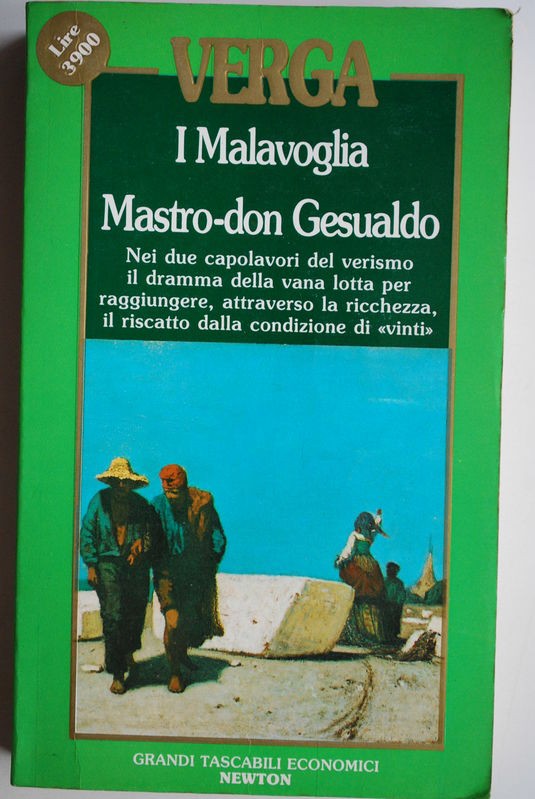 Lire
3900
VERGA
I Malavoglia
Mastro-don Gesualdo
Nei due capolavori del verismo
il dramma della vana lotta per
raggiungere, attraverso la ricchezza,
il riscatto dalla condizione di «vinti»
GRANDI TASCABILI ECONOMICI
NEWTON